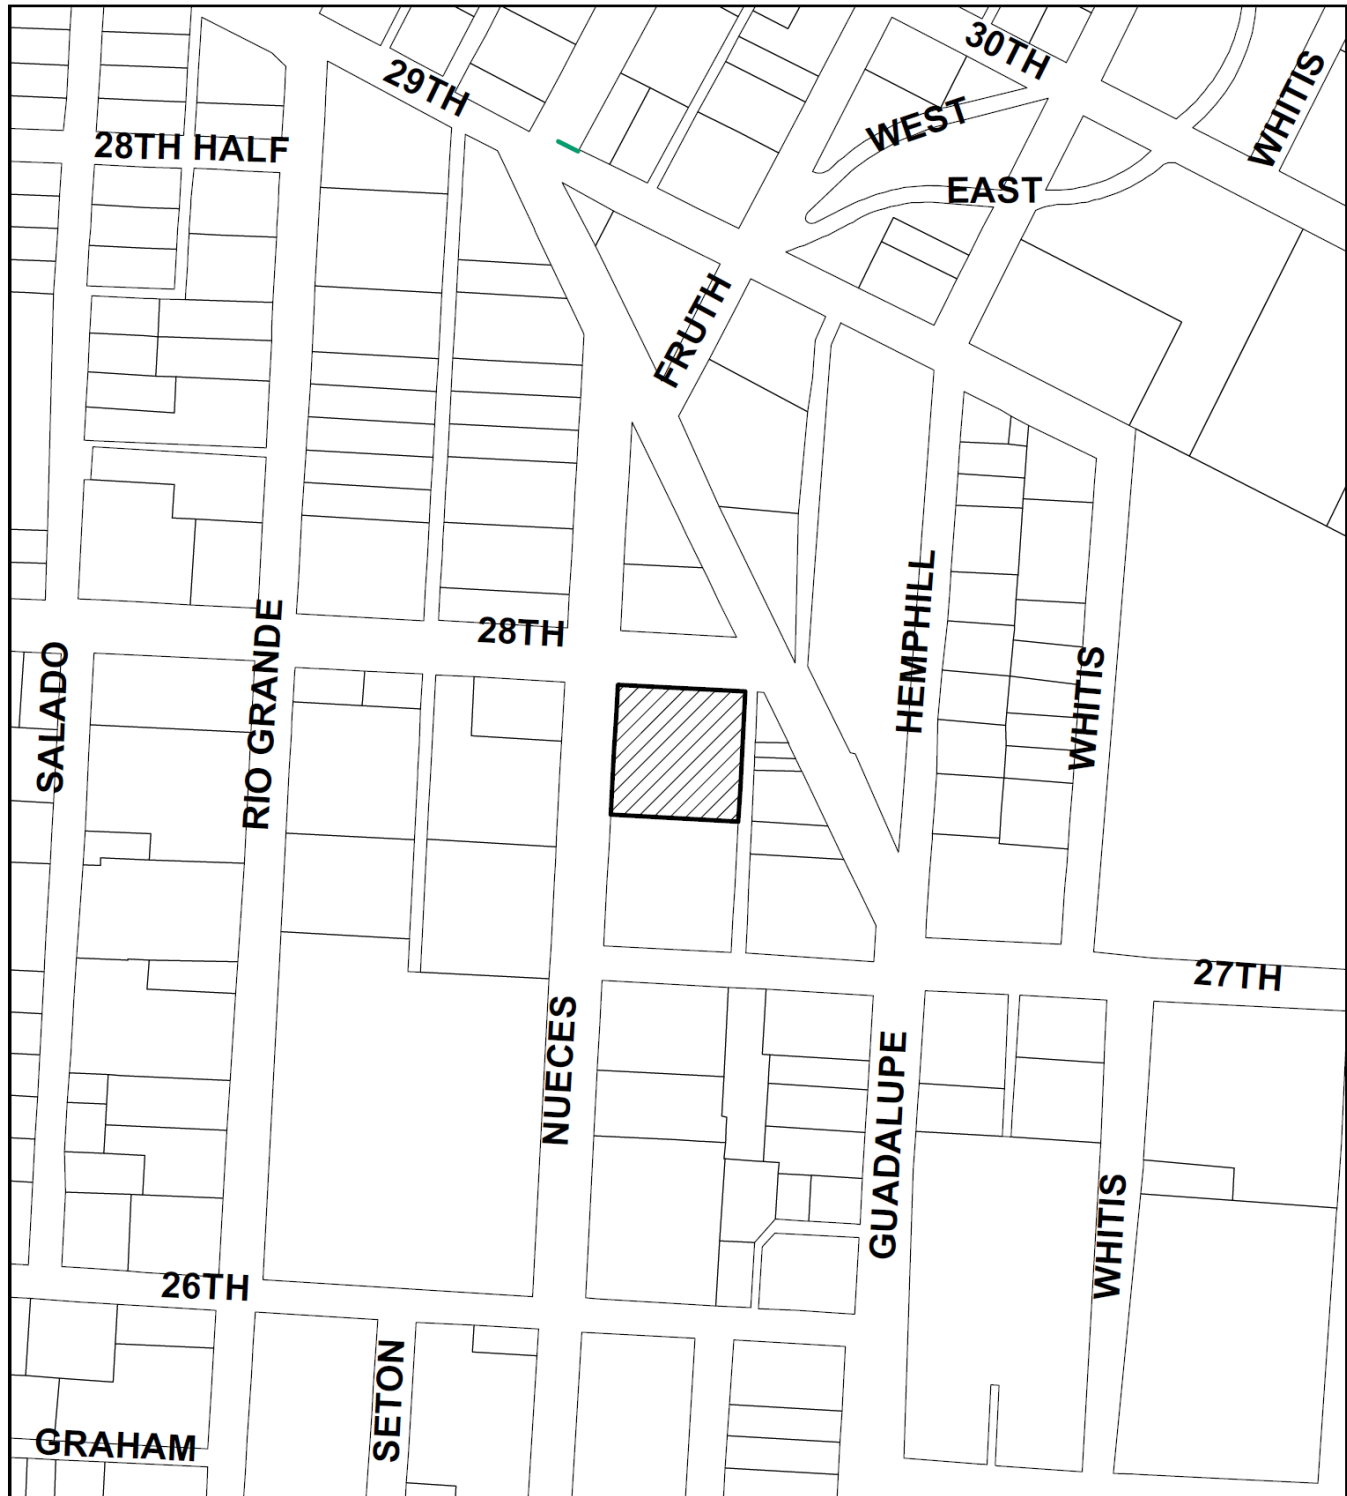 30TH
29TH
WHITIS
WEST
28TH HALF
EAST
FRUTH
28TH
HEMPHILL
RIO GRANDE
SALADO
WHITIS
27TH
NUECES
GUADALUPE
WHITIS
26TH
SETON
GRAHAM